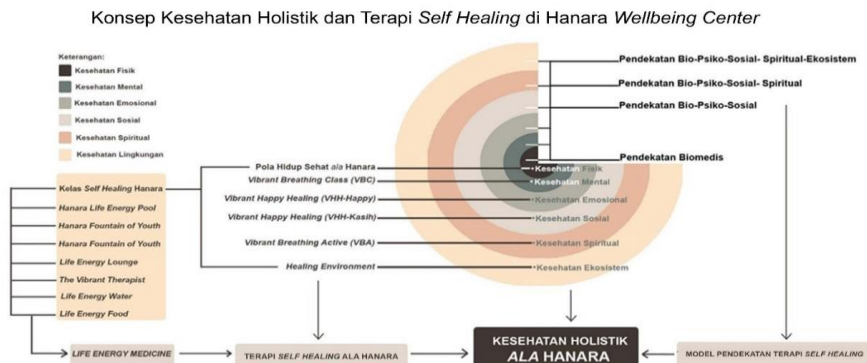 Konsep Kesehatan Holistik dan Terapi Self Healing di Hanara Wellbeing Center
Keterangan:
Kesehatan Fisik
Kesehatan Mental
Kesehatan Emosional
Kesehatan Sosial
Kesehatan Spiritual
Kesehatan Lingkungan
Pendekatan Bio-Psiko-Sosial- Spiritual-Ekosistem
Pendekatan Bio-Psiko-Sosial- Spiritual
Pendekatan Bio-Psiko-Sosial
Pendekatan Biomedis
Kelas Self Healing Hanara
Hanara Life Energy Pool
Hanara Fountain of Youth
Hanara Fountain of Youth
Life Energy Lounge
The Vibrant Therapist
Life Energy Water
Life Energy Food
Pola Hidup Sehat ala Hanara
Vibrant Breathing Class (VBC)
Vibrant Happy Healing (VHH-Happy)
Vibrant Happy Healing (VHH-Kasih)
Vibrant Breathing Active (VBA)
Healing Environment
Kesehatan Fisik
Kesehatan Mental
Kesehatan Emosional
Kesehatan Sosial
Kesehatan Spiritual
Kesehatan Ekosistem
LIFE ENERGY MEDICINE
TERAPI SELF HEALING ALA HANARA
KESEHATAN HOLISTIK
ALA HANARA
MODEL PENDEKATAN TERAPI SELF HEALING